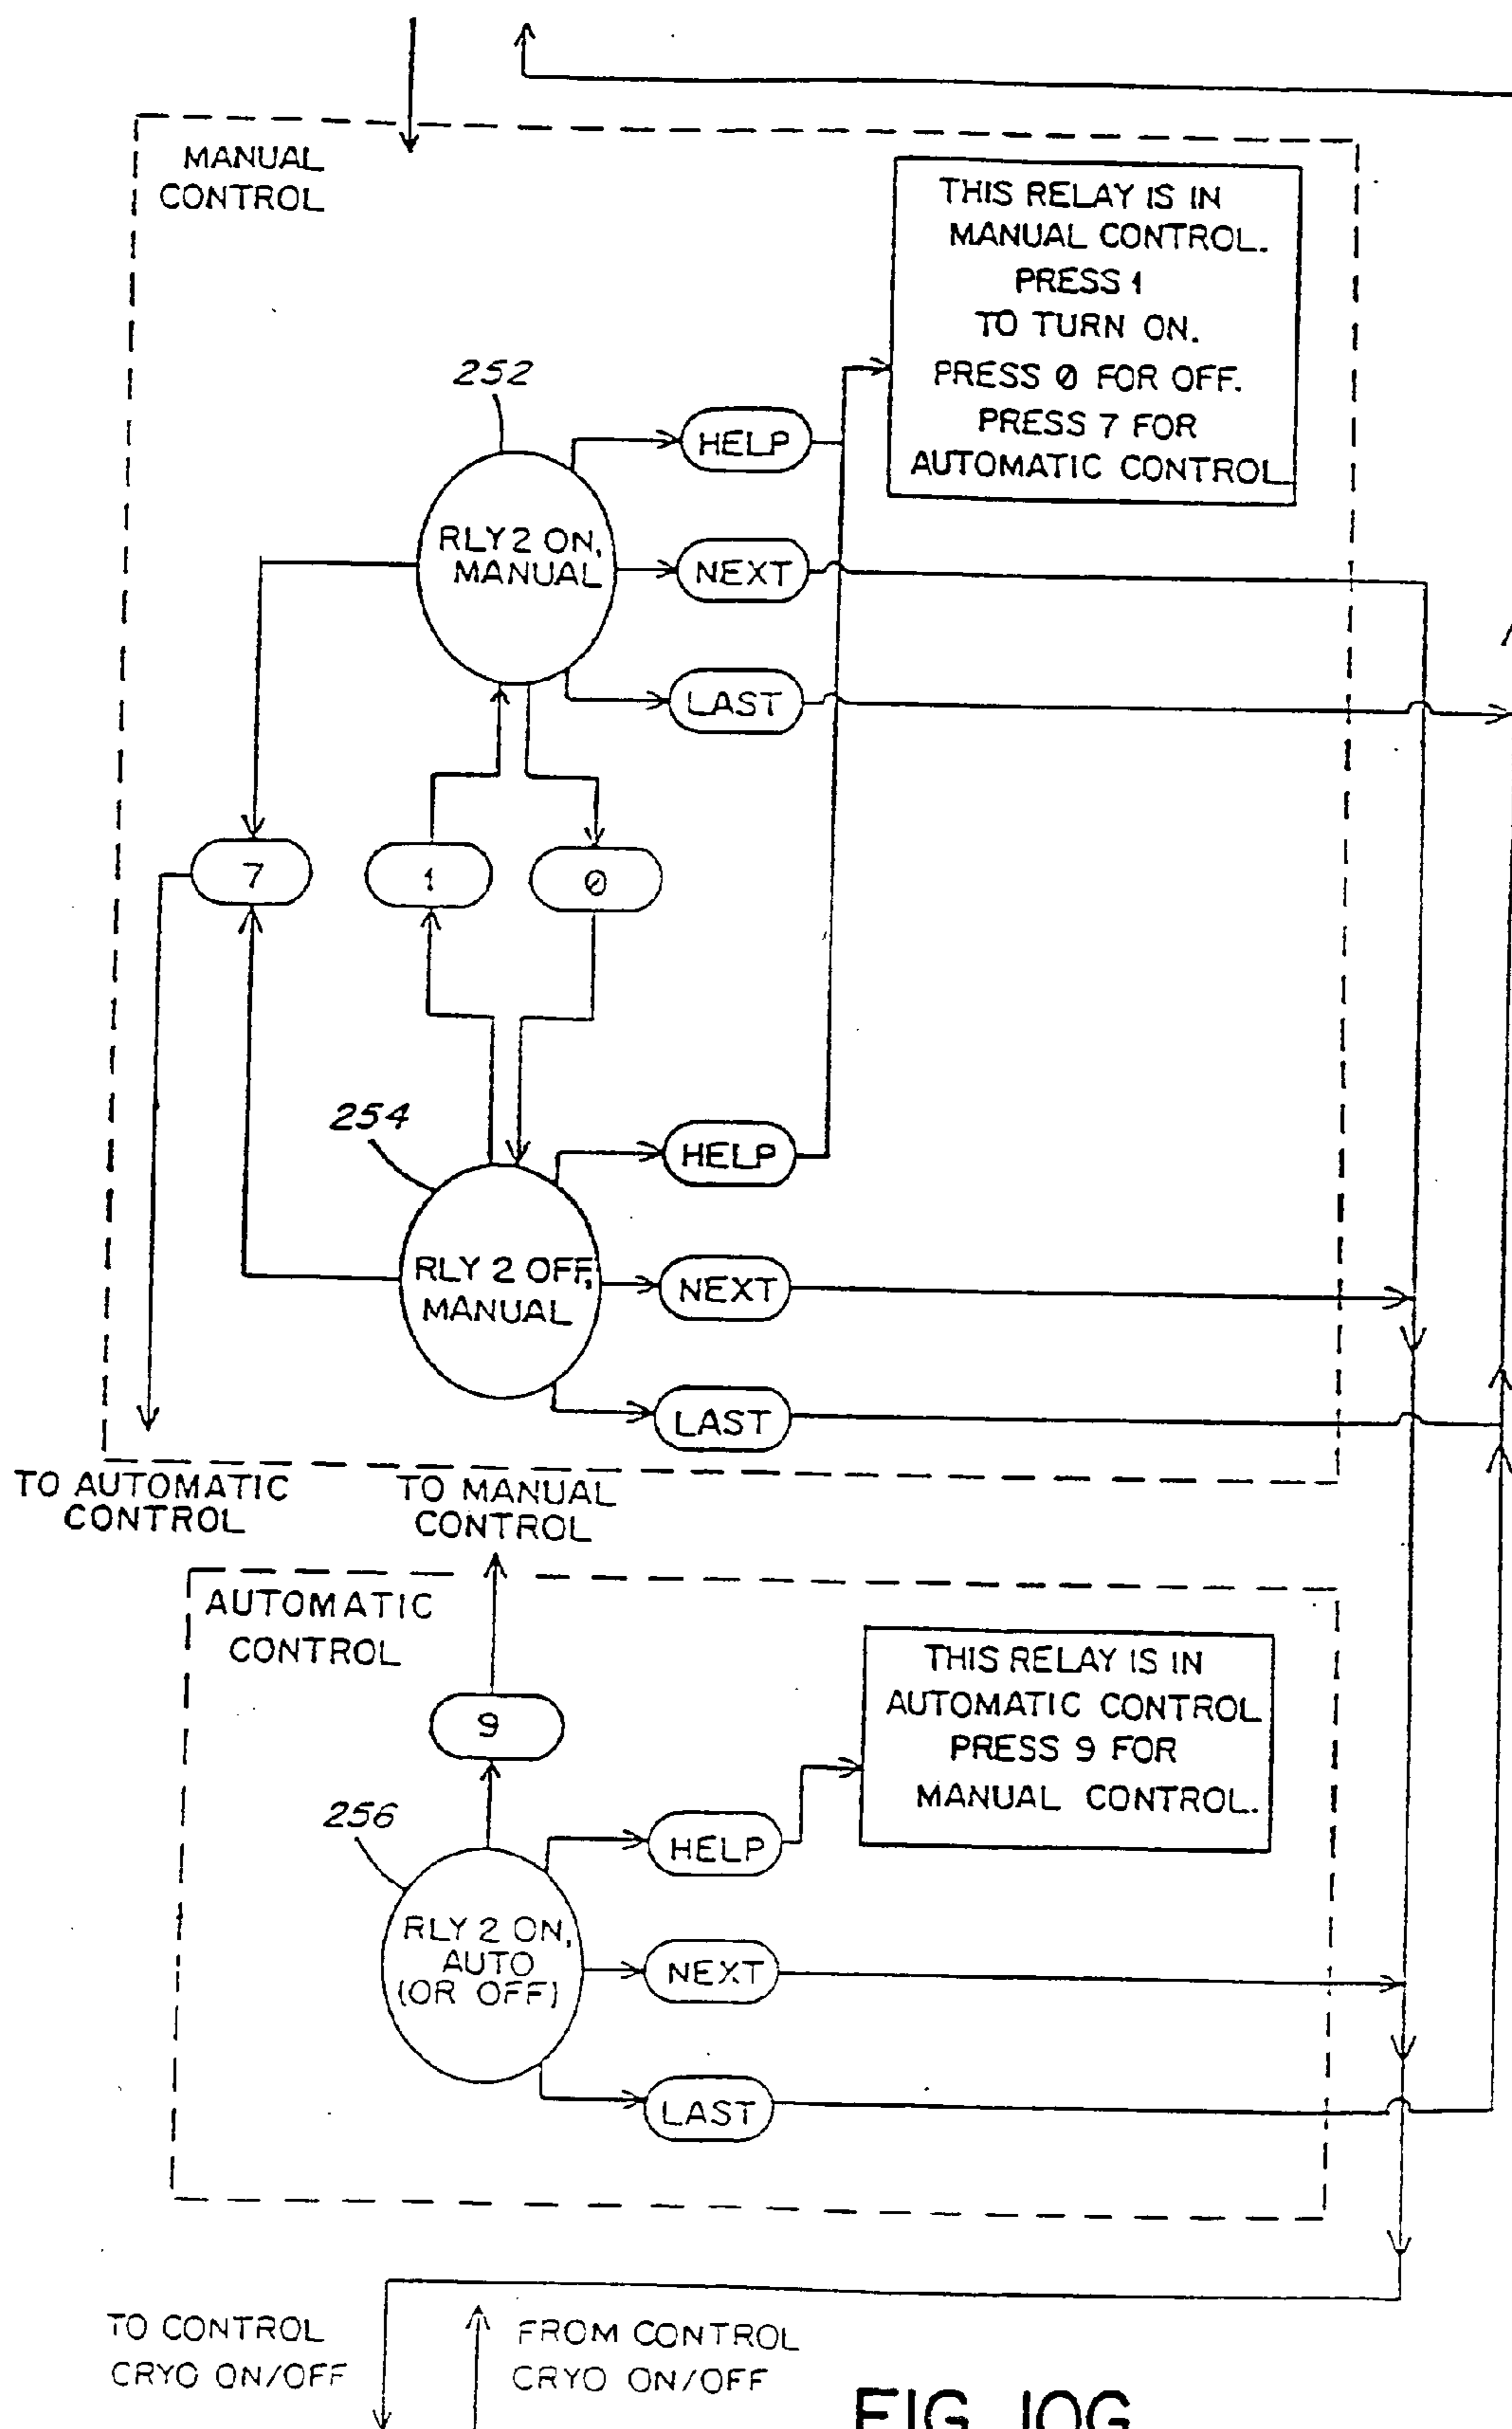 MANUAL
CONTROL
THIS RELAY IS IN
MANUAL CONTROL.
PRESS 1
TO TURN ON.
PRESS 0 FOR OFF.
PRESS 7 FOR
AUTOMATIC CONTROL
252
HELP
RLY 2 ON,
MANUAL
NEXT
LAST
7
1
0
254
HELP
RLY 2 OFF,
MANUAL
NEXT
LAST
TO AUTOMATIC
CONTROL
TO MANUAL
CONTROL
AUTOMATIC
CONTROL
THIS RELAY IS IN
AUTOMATIC CONTROL
PRESS 9 FOR
MANUAL CONTROL.
9
256
HELP
RLY 2 ON,
AUTO
(OR OFF)
NEXT
LAST
TO CONTROL
CRYO ON/OFF
FROM CONTROL
CRYO ON/OFF
FIG. 10G